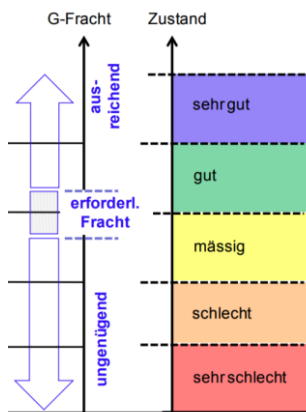 G-Fracht
Zustand
aus-
reichend
erforderl.
Fracht
ungenügend
sehr gut
gut
mässig
schlecht
sehr schlecht